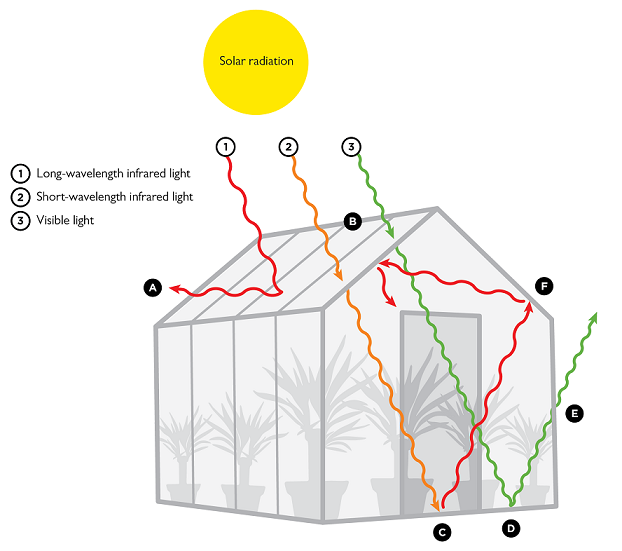 Solar radiation
1 2 3
1 Long-wavelength infrared light
2 Short-wavelength infrared light
3 Visible light
B
A
F
E
C
D